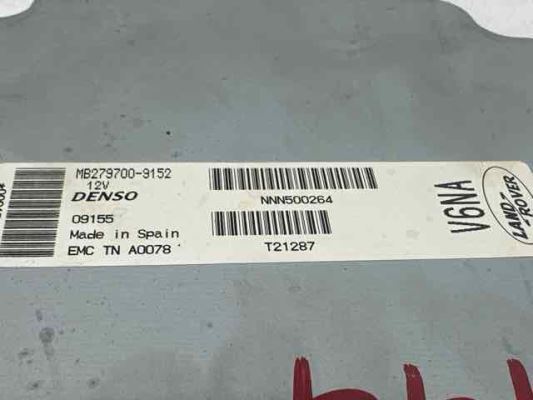 MB279700-9152
12V
DENSO
09155
Made in Spain
EMC TN A0078
NNN500264
T21287
V6NA
LAND ROVER